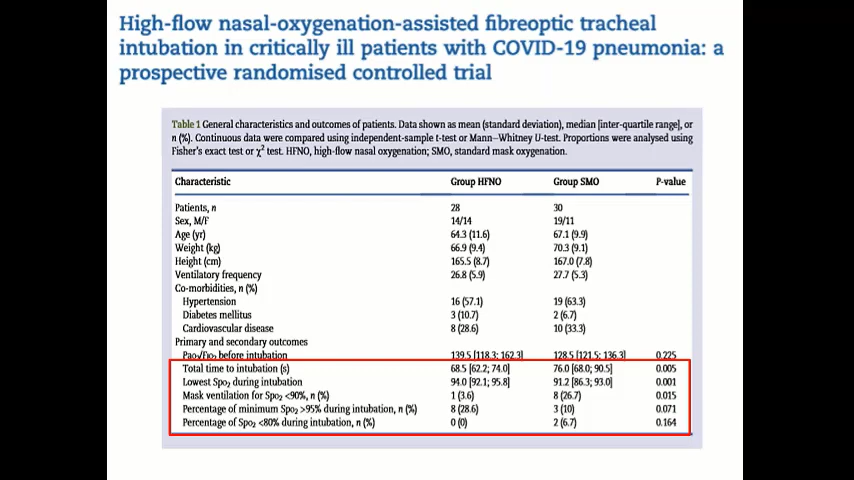 High-flow nasal-oxygenation-assisted fibreoptic tracheal
intubation in critically ill patients with COVID-19 pneumonia: a
prospective randomised controlled trial
Table 1 General characteristics and outcomes of patients. Data shown as mean (standard deviation), median [inter-quartile range], or
n (%). Continuous data were compared using independent-sample t-test or Mann–Whitney U-test. Proportions were analysed using
Fisher's exact test or χ² test. HFNO, high-flow nasal oxygenation; SMO, standard mask oxygenation.
Characteristic Group HFNO Group SMO P-value
Patients, n 28 30
Sex, M/F 14/14 19/11
Age (yr) 64.3 (11.6) 67.1 (9.9)
Weight (kg) 66.9 (9.4) 70.3 (9.1)
Height (cm) 165.5 (8.7) 167.0 (7.8)
Ventilatory frequency 26.8 (5.9) 27.7 (5.3)
Co-morbidities, n (%)
Hypertension 16 (57.1) 19 (63.3)
Diabetes mellitus 3 (10.7) 2 (6.7)
Cardiovascular disease 8 (28.6) 10 (33.3)
Primary and secondary outcomes
Pao₂/Fio₂ before intubation 139.5 [118.3; 162.3] 128.5 [121.5; 136.3] 0.225
Total time to intubation (s) 68.5 [62.2; 74.0] 76.0 [68.0; 90.5] 0.005
Lowest Spo₂ during intubation 94.0 [92.1; 95.8] 91.2 [86.3; 93.0] 0.001
Mask ventilation for Spo₂ <90%, n (%) 1 (3.6) 8 (26.7) 0.015
Percentage of minimum Spo₂ >95% during intubation, n (%) 8 (28.6) 3 (10) 0.071
Percentage of Spo₂ <80% during intubation, n (%) 0 (0) 2 (6.7) 0.164